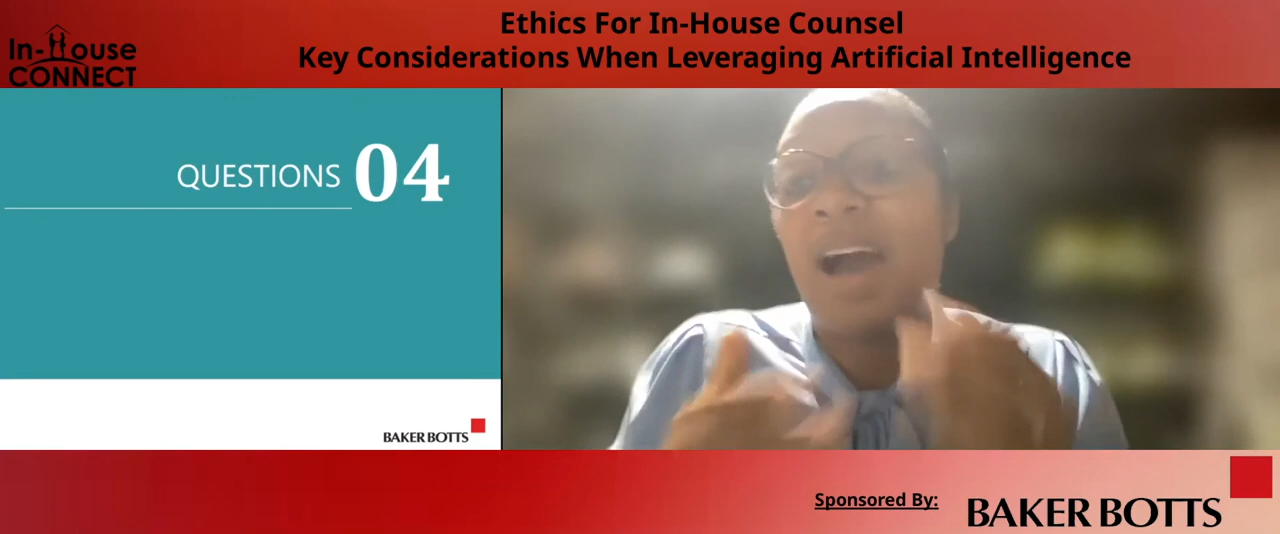 Ethics For In-House Counsel
Key Considerations When Leveraging Artificial Intelligence
In-House
CONNECT
QUESTIONS 04
BAKER BOTTS
Sponsored By:
BAKER BOTTS